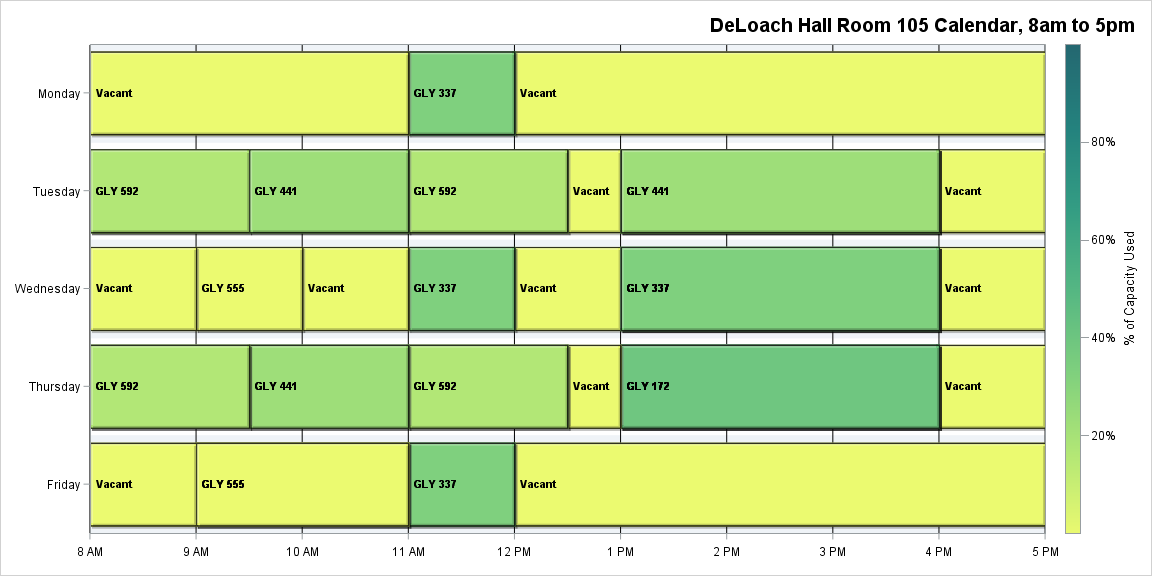 DeLoach Hall Room 105 Calendar, 8am to 5pm
Monday
Vacant
GLY 337
Vacant
Tuesday
GLY 592
GLY 441
GLY 592
Vacant
GLY 441
Vacant
Wednesday
Vacant
GLY 555
Vacant
GLY 337
Vacant
GLY 337
Vacant
Thursday
GLY 592
GLY 441
GLY 592
Vacant
GLY 172
Vacant
Friday
Vacant
GLY 555
GLY 337
Vacant
8 AM
9 AM
10 AM
11 AM
12 PM
1 PM
2 PM
3 PM
4 PM
5 PM
80%
60%
40%
20%
% of Capacity Used